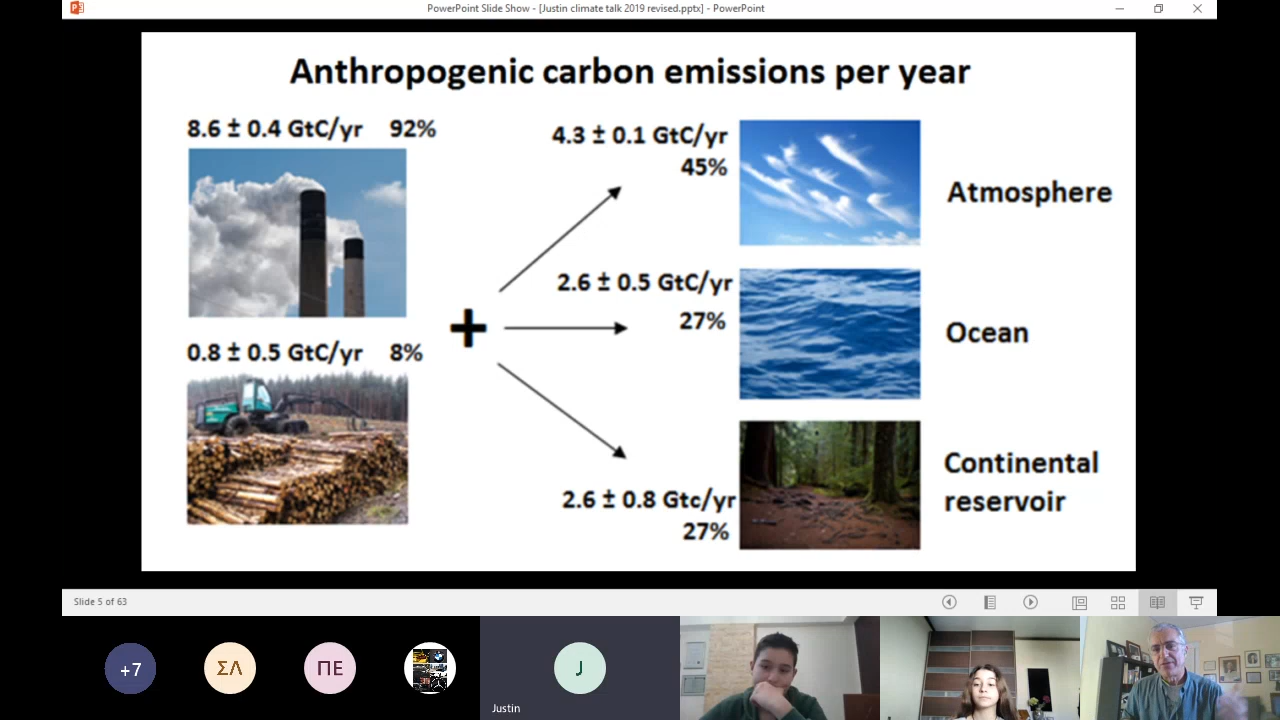 PowerPoint Slide Show - [Justin climate talk 2019 revised.pptx] - PowerPoint
Anthropogenic carbon emissions per year
8.6 ± 0.4 GtC/yr 92%
0.8 ± 0.5 GtC/yr 8%
+
4.3 ± 0.1 GtC/yr
45%
Atmosphere
2.6 ± 0.5 GtC/yr
27%
Ocean
2.6 ± 0.8 Gtc/yr
27%
Continental
reservoir
Slide 5 of 63
+7
ΣΛ
ΠΕ
J
Justin